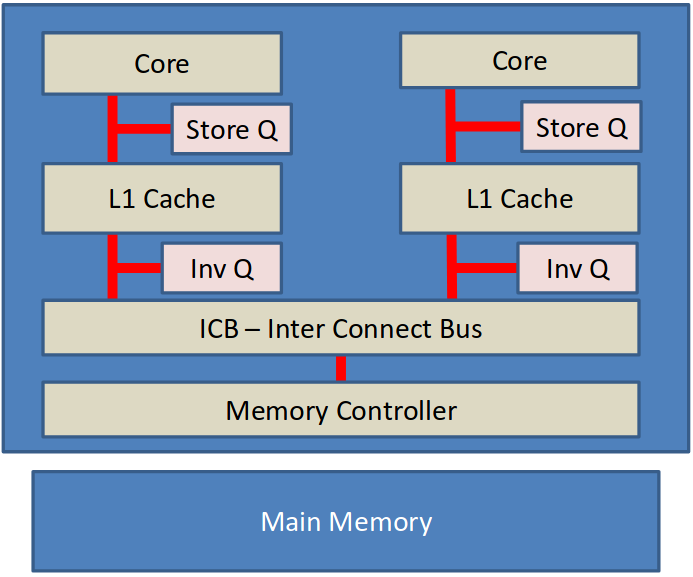 Core
Core
Store Q
Store Q
L1 Cache
L1 Cache
Inv Q
Inv Q
ICB – Inter Connect Bus
Memory Controller
Main Memory